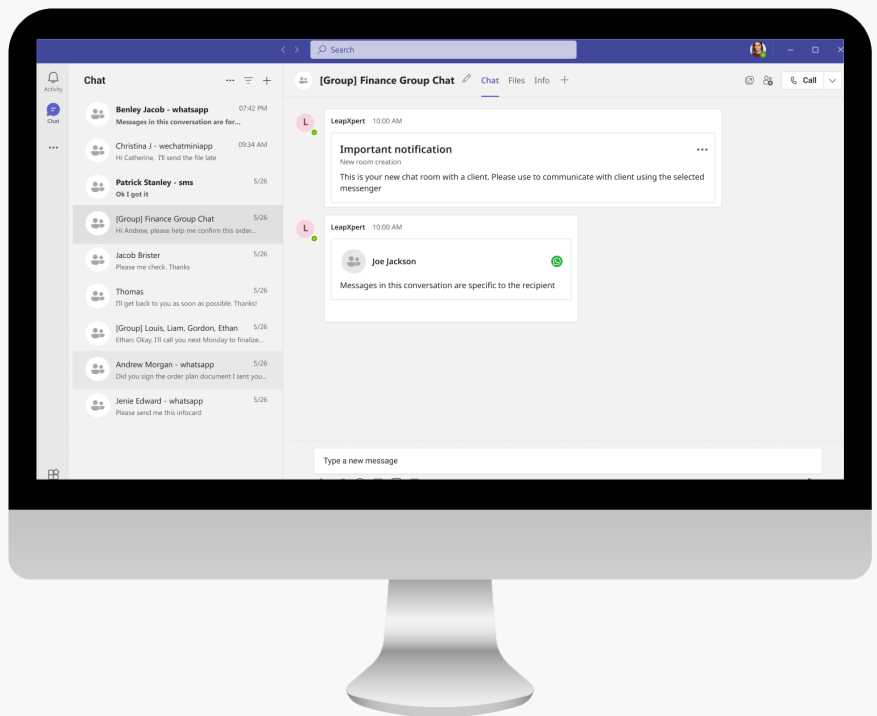 Search
Activity
Chat
Chat
Benley Jacob - whatsapp 07:42 PM
Messages in this conversation are for...
Christina J - wechatminiapp 09:34 AM
Hi Catherine, I'll send the file late
Patrick Stanley - sms 5/26
Ok I got it
[Group] Finance Group Chat 5/26
Hi Andrew, please help me confirm this order...
Jacob Brister 5/26
Please me check. Thanks
Thomas 5/26
I'll get back to you as soon as possible. Thanks!
[Group] Louis, Liam, Gordon, Ethan 5/26
Ethan: Okay, I'll call you next Monday to finalize...
Andrew Morgan - whatsapp 5/26
Did you sign the order plan document I sent you...
Jenie Edward - whatsapp 5/26
Please send me this infocard
[Group] Finance Group Chat Chat Files Info Call
L LeapXpert 10:00 AM
Important notification
New room creation
This is your new chat room with a client. Please use to communicate with client using the selected
messenger
L LeapXpert 10:00 AM
Joe Jackson
Messages in this conversation are specific to the recipient
Type a new message